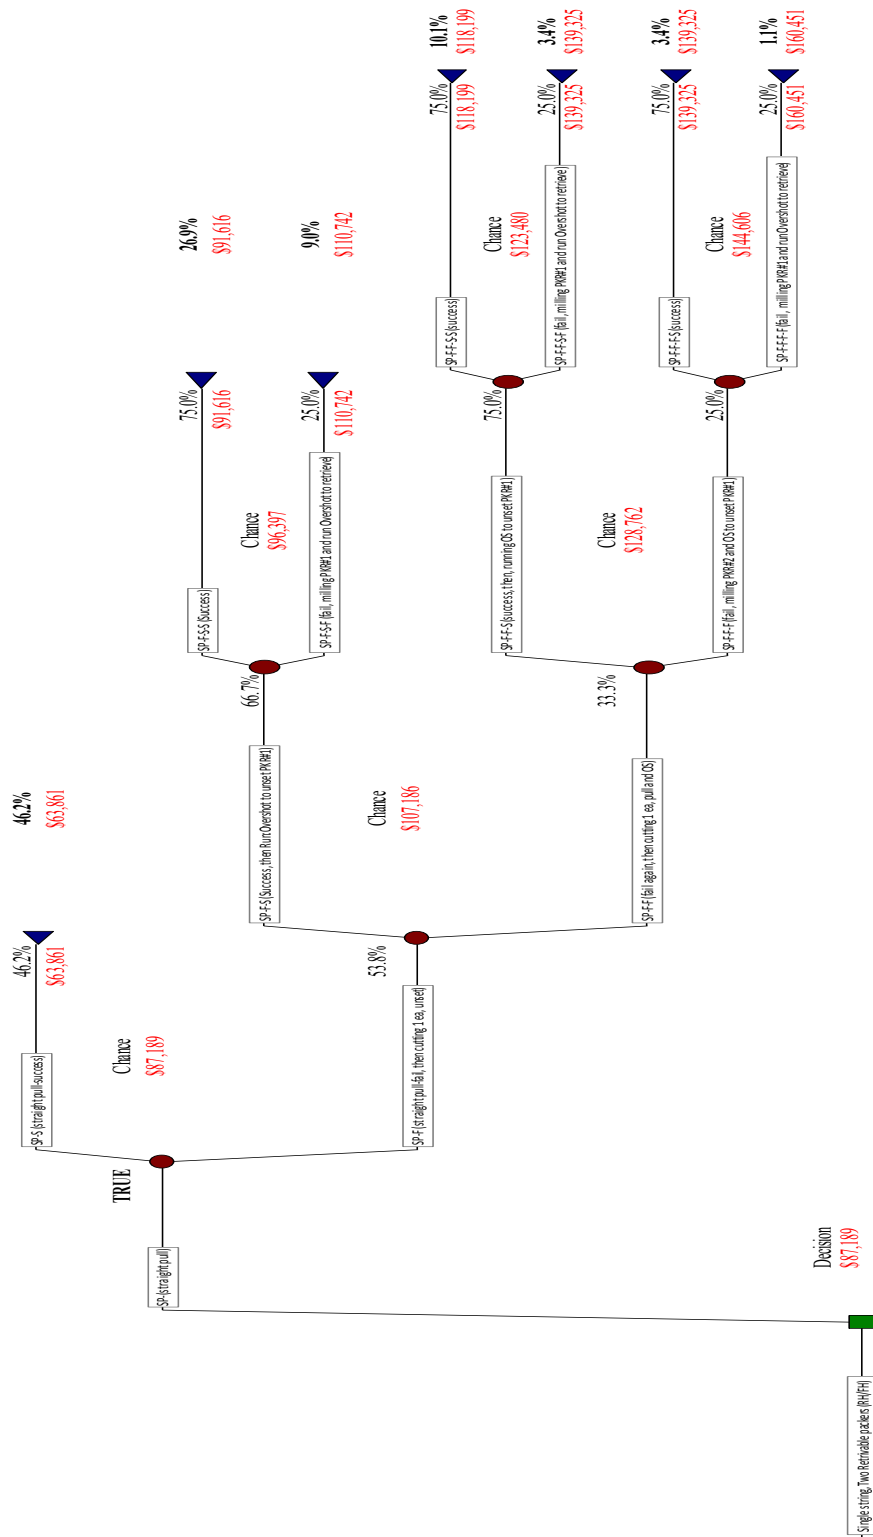 Single string, Two Retrivable packers (RH/FH)
Decision
$87,189
SP-(straight pull)
TRUE
Chance
$87,189
SP-S (straight pull-success)
46.2%
$63,861
46.2%
$63,861
SP-F (straight pull-fail, then cutting 1 ea, unset)
53.8%
Chance
$107,186
SP-F-S (Success, then Run Overshot to unset PKR#1)
66.7%
Chance
$96,397
SP-F-S-S (Success)
75.0%
$91,616
26.9%
$91,616
SP-F-S-F (fail, milling PKR#1 and run Overshot to retrieve)
25.0%
$110,742
9.0%
$110,742
SP-F-F (fail again, then cutting 1 ea, pull and OS)
33.3%
Chance
$128,762
SP-F-F-S (success, then, running OS to unset PKR#1)
75.0%
Chance
$123,480
SP-F-F-S-S (success)
75.0%
$118,199
10.1%
$118,199
SP-F-F-S-F (fail, milling PKR#1 and run Overshot to retrieve)
25.0%
$139,325
3.4%
$139,325
SP-F-F-F (fail, milling PKR#2 and OS to unset PKR#1)
25.0%
Chance
$144,606
SP-F-F-F-S (success)
75.0%
$139,325
3.4%
$139,325
SP-F-F-F-F (fail, milling PKR#1 and run Overshot to retrieve)
25.0%
$160,451
1.1%
$160,451